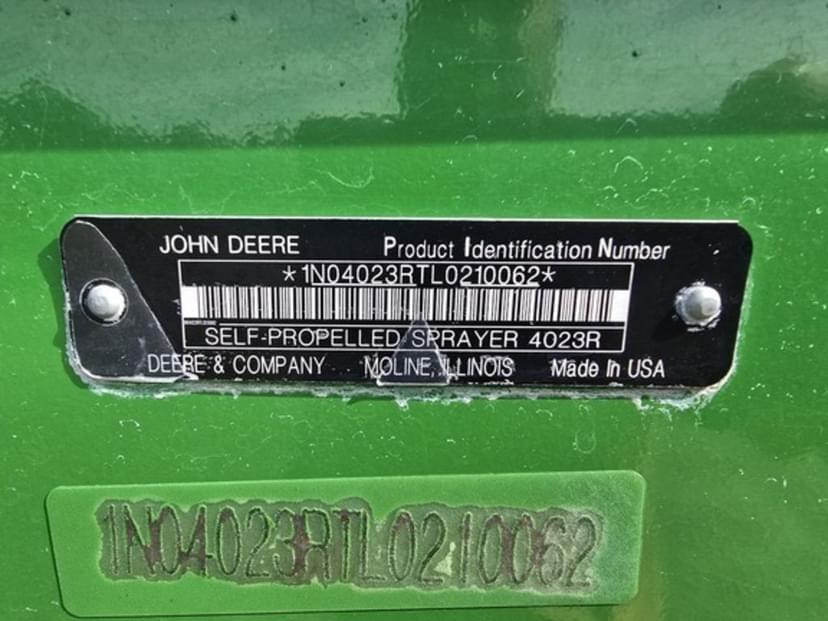 JOHN DEERE Product Identification Number
*1N04023RTL0210062*
SELF-PROPELLED SPRAYER 4023R
DEERE & COMPANY MOLINE, ILLINOIS Made In USA
1N04023RTL0210062